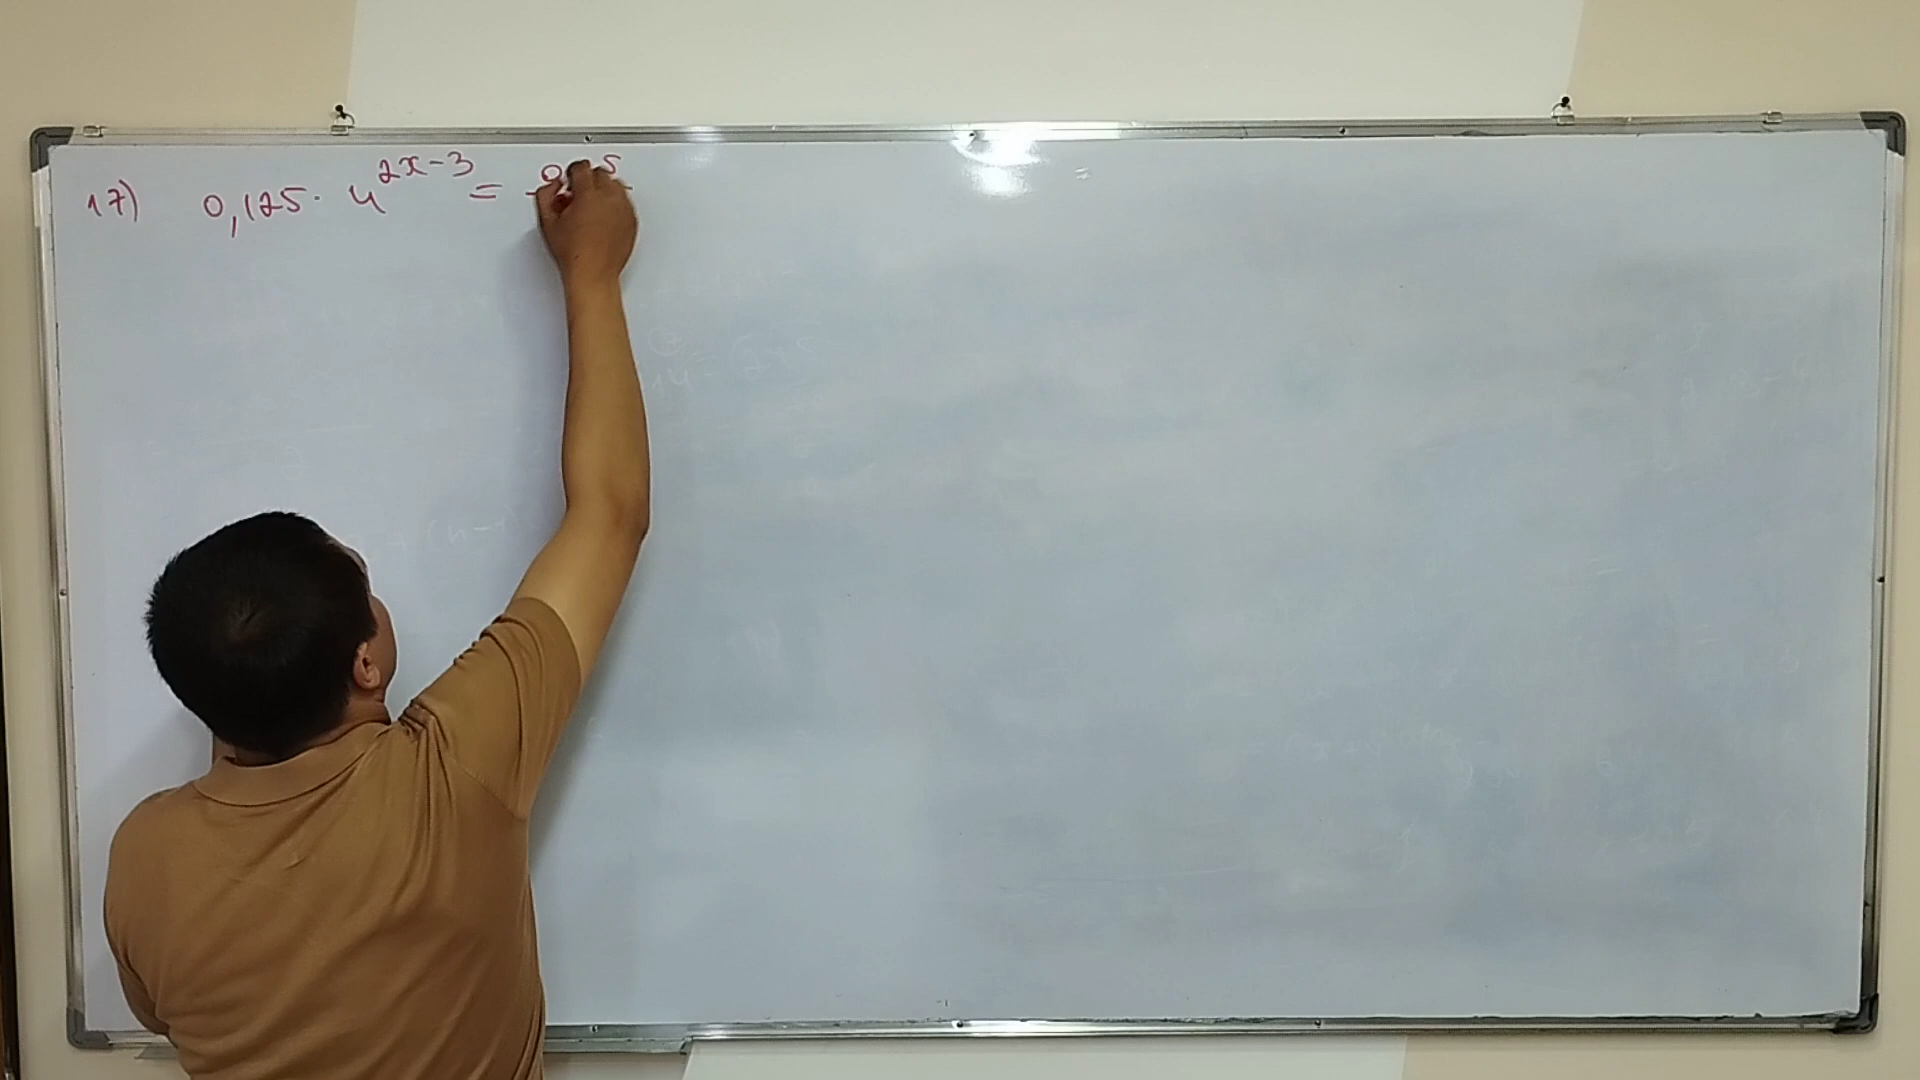 17) 0,125 · 4^{2x-3} =